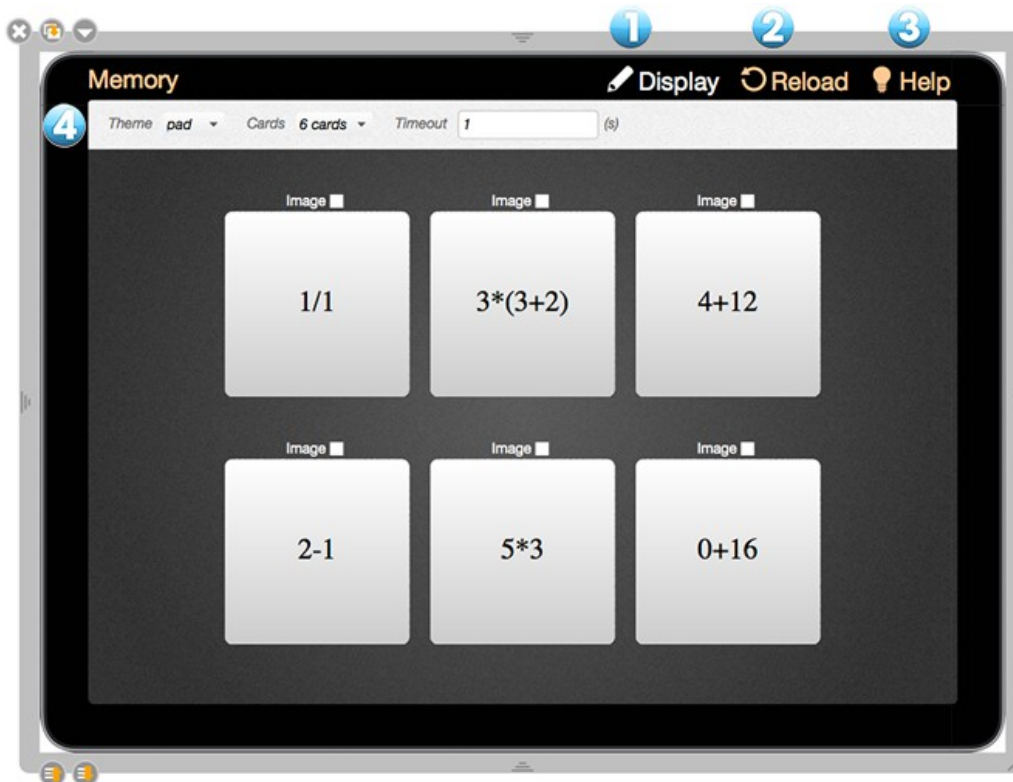 1 2 3
Memory Display Reload Help
4 Theme pad Cards 6 cards Timeout 1 (s)
Image Image Image
1/1 3*(3+2) 4+12
Image Image Image
2-1 5*3 0+16